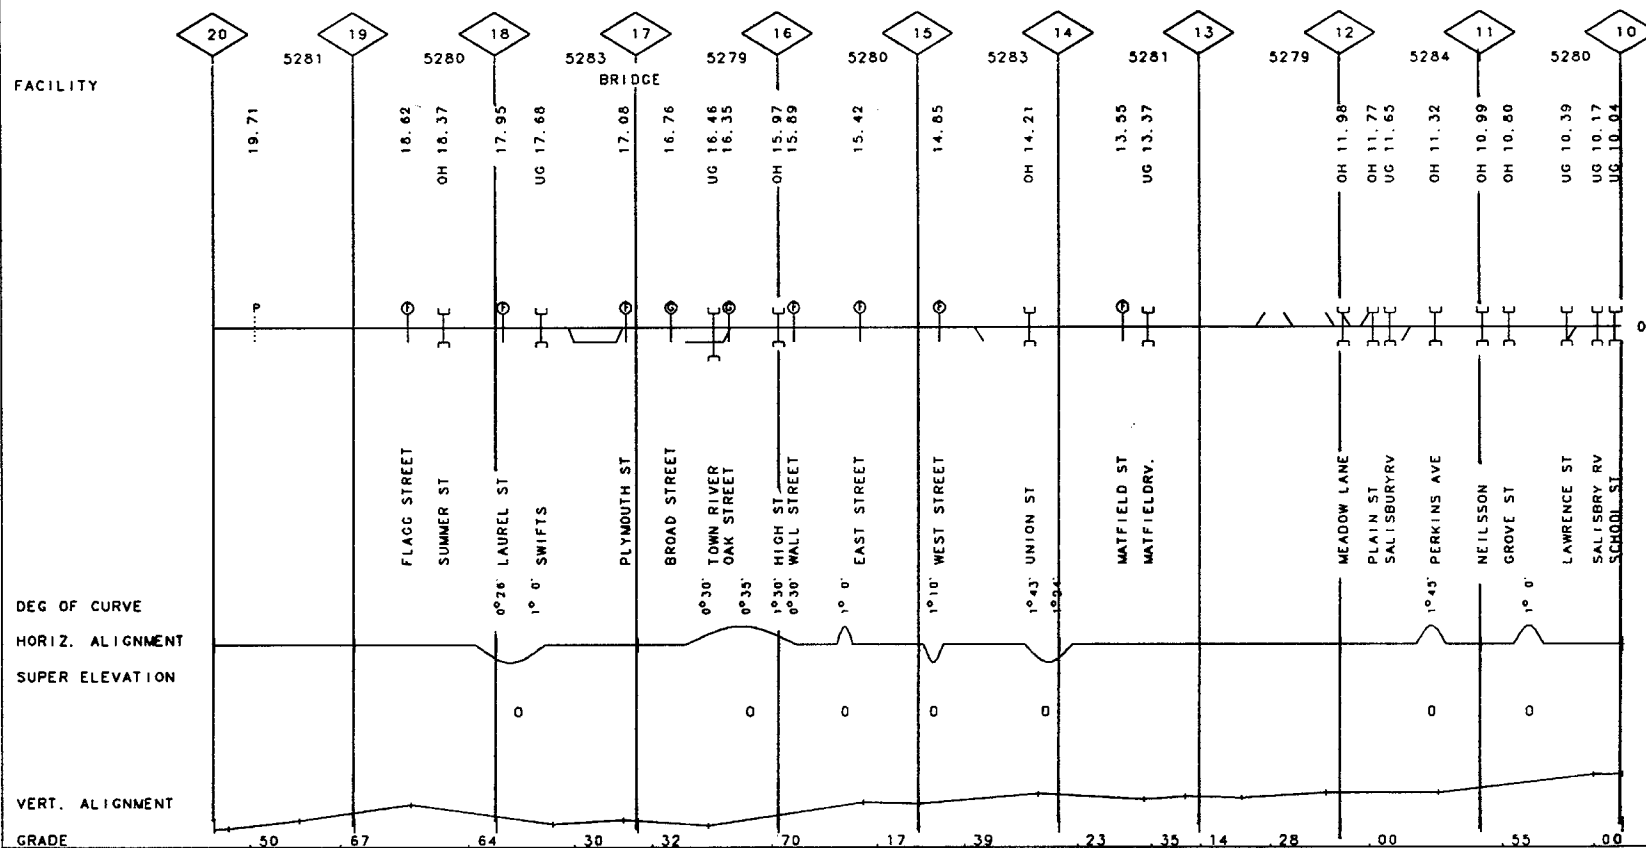 20 19 18 17 16 15 14 13 12 11 10
5281 5280 5283 5279 5280 5283 5281 5279 5284 5280
BRIDGE
FACILITY
19.71
18.62
OH 18.37
17.95
UG 17.68
17.08
16.76
UG 16.46
16.35
OH 15.97
15.89
15.42
14.85
OH 14.21
13.55
UG 13.37
OH 11.98
OH 11.77
UG 11.65
OH 11.32
OH 10.99
OH 10.80
UG 10.39
UG 10.17
UG 10.04
P F F F G G F F F F
0
FLAGG STREET
SUMMER ST
LAUREL ST
SWIFTS
PLYMOUTH ST
BROAD STREET
TOWN RIVER
OAK STREET
HIGH ST
WALL STREET
EAST STREET
WEST STREET
UNION ST
MATFIELD ST
MATFIELDRV.
MEADOW LANE
PLAIN ST
SALISBURYRV
PERKINS AVE
NEILSSON
GROVE ST
LAWRENCE ST
SALISBRY RV
SCHOOL ST
DEG OF CURVE
0°26' 1° 0' 0°30' 0°35' 1°30' 0°30' 1° 0' 1°10' 1°43' 1°24' 1°45' 1° 0'
HORIZ. ALIGNMENT
SUPER ELEVATION
0 0 0 0 0 0 0
VERT. ALIGNMENT
GRADE .50 .67 .64 .30 .32 .70 .17 .39 .23 .35 .14 .28 .00 .55 .00